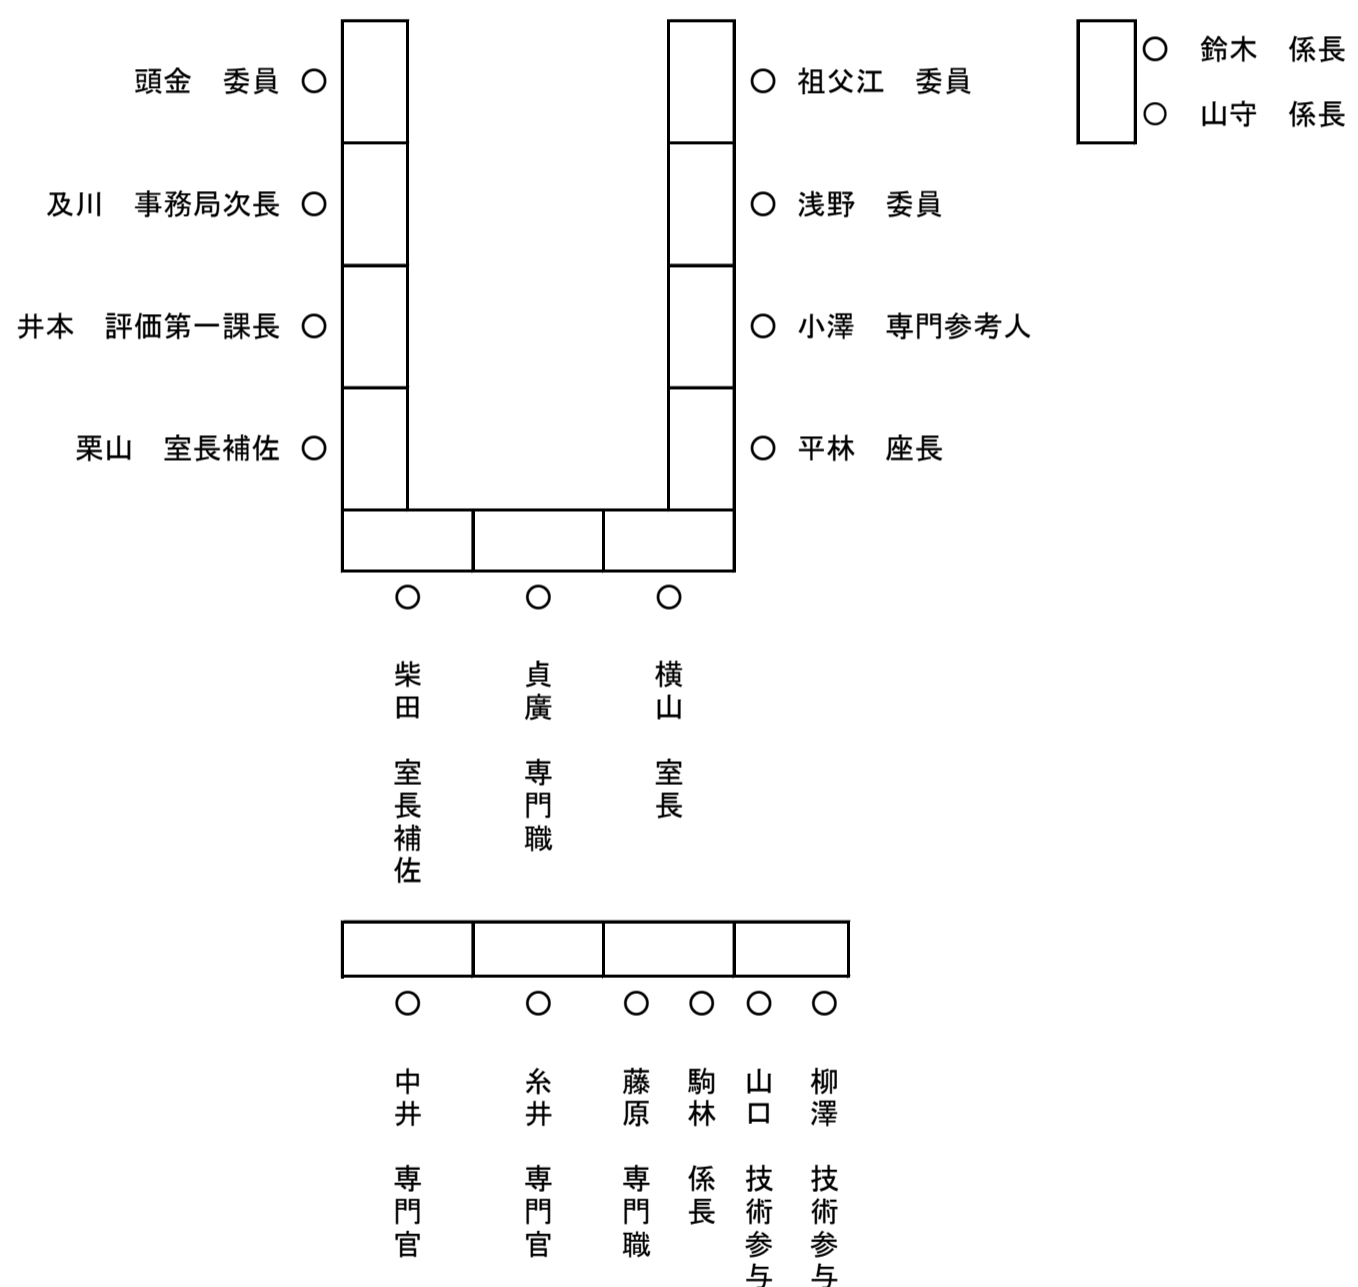 頭金　委員
祖父江　委員
鈴木　係長
山守　係長
及川　事務局次長
浅野　委員
井本　評価第一課長
小澤　専門参考人
栗山　室長補佐
平林　座長
柴田　室長補佐
貞廣　専門職
横山　室長
中井　専門官
糸井　専門官
藤原　専門職
駒林　係長
山口　技術参与
柳澤　技術参与